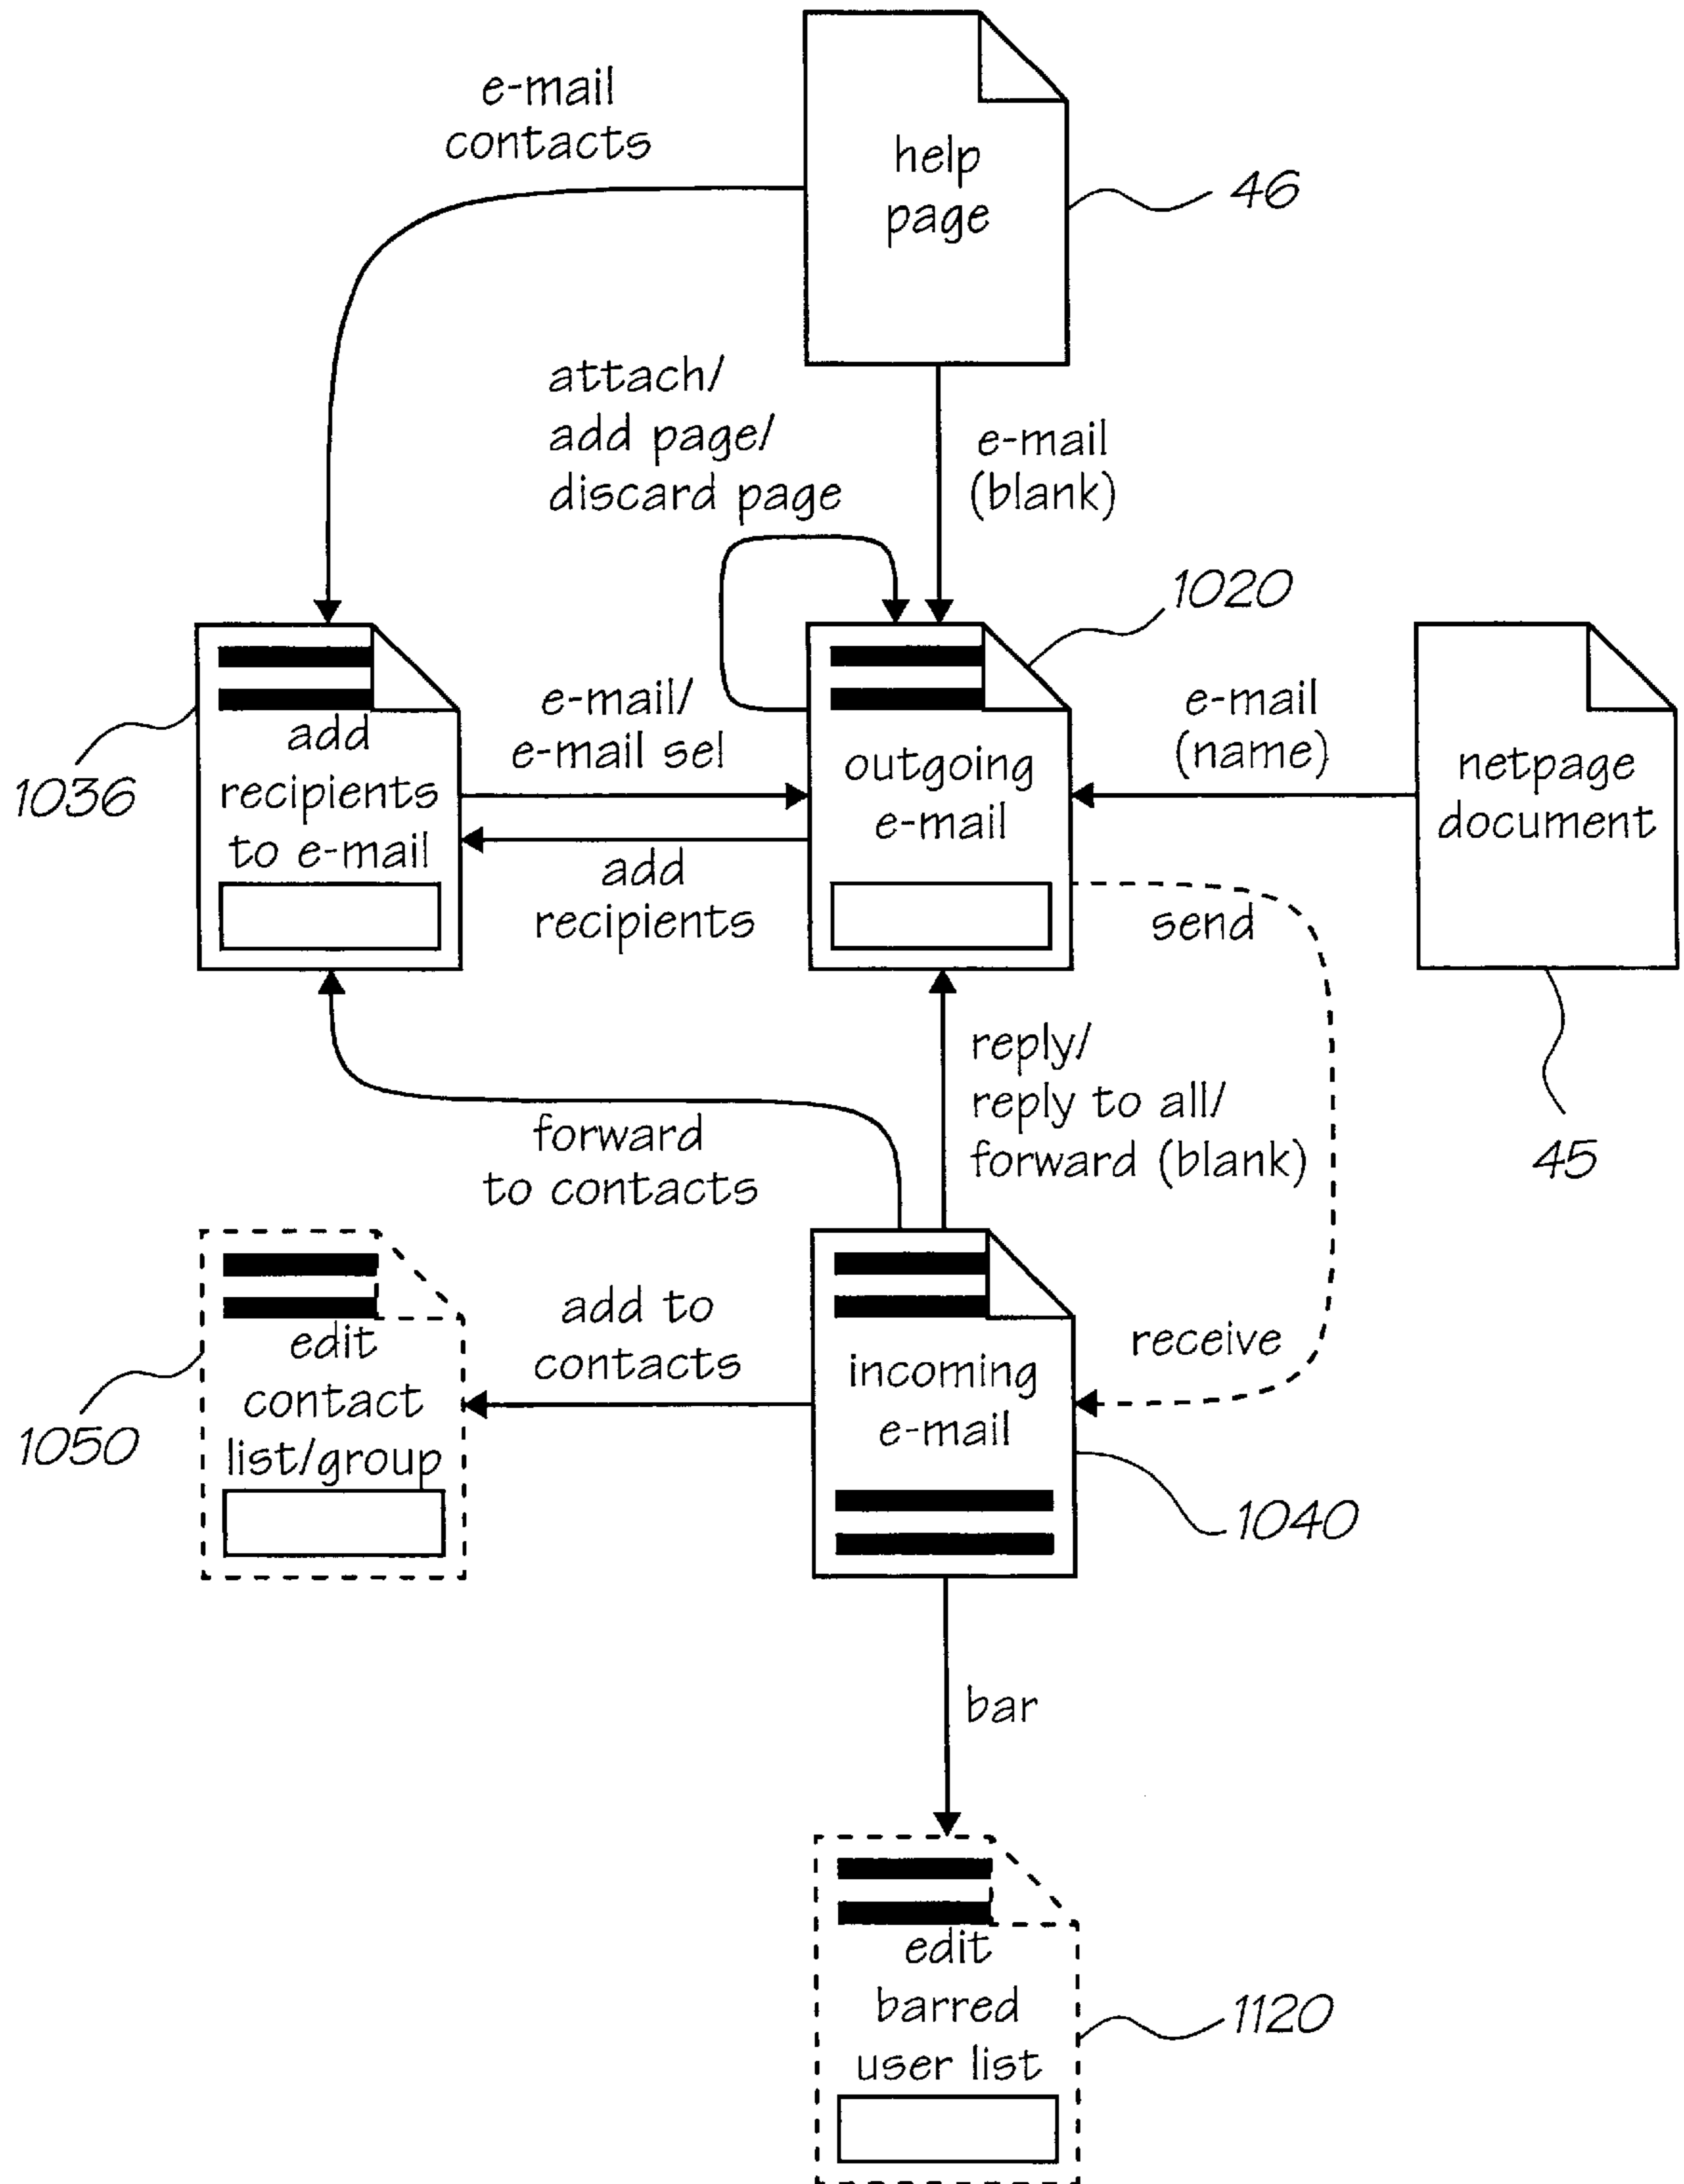 e-mail
contacts
help
page
46
attach/
add page/
discard page
e-mail
(blank)
1020
1036
add
recipients
to e-mail
e-mail/
e-mail sel
add
recipients
outgoing
e-mail
e-mail
(name)
netpage
document
send
45
reply/
reply to all/
forward (blank)
forward
to contacts
1050
edit
contact
list/group
add to
contacts
incoming
e-mail
receive
1040
bar
edit
barred
user list
1120